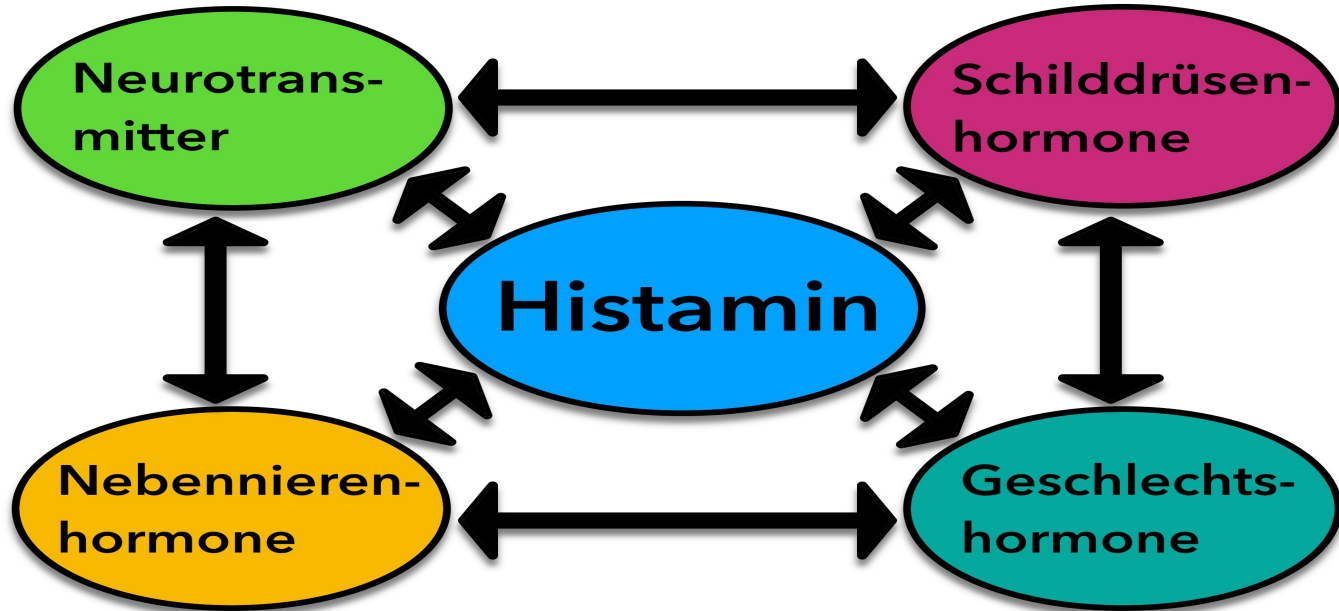 Neurotrans-
mitter
Schilddrüsen-
hormone
Histamin
Nebennieren-
hormone
Geschlechts-
hormone